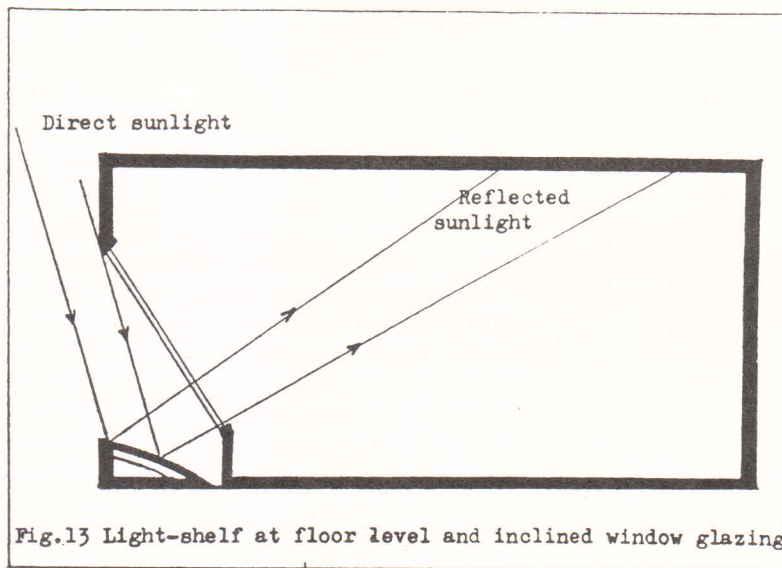 Direct sunlight
Reflected
sunlight
Fig.13 Light-shelf at floor level and inclined window glazing